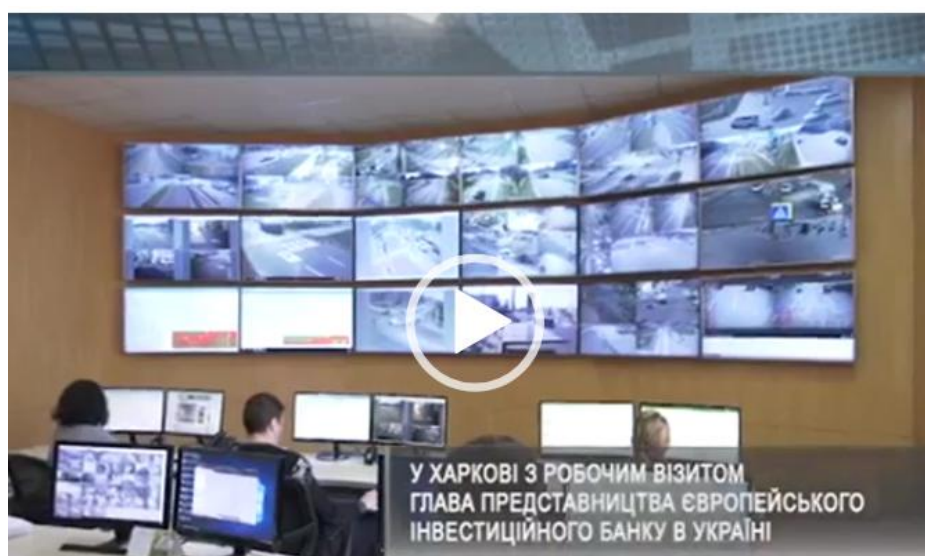 У ХАРКОВІ З РОБОЧИМ ВІЗИТОМ
ГЛАВА ПРЕДСТАВНИЦТВА ЄВРОПЕЙСЬКОГО
ІНВЕСТИЦІЙНОГО БАНКУ В УКРАЇНІ